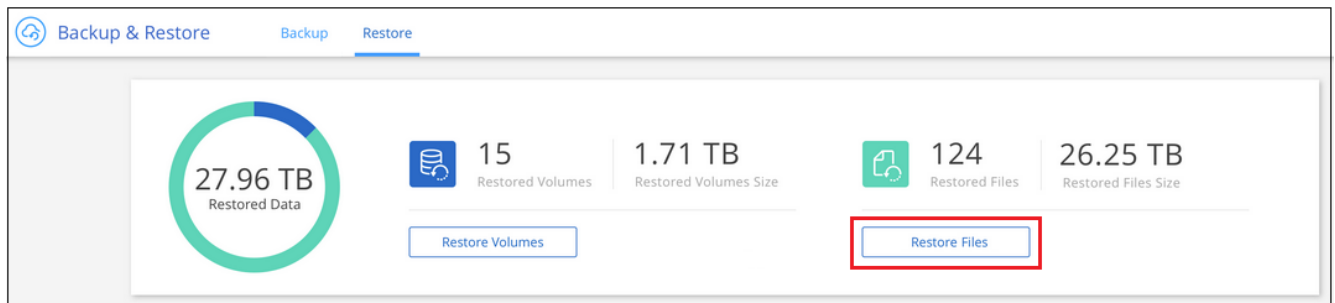 Backup & Restore Backup Restore
27.96 TB
Restored Data
15
Restored Volumes
1.71 TB
Restored Volumes Size
Restore Volumes
124
Restored Files
26.25 TB
Restored Files Size
Restore Files